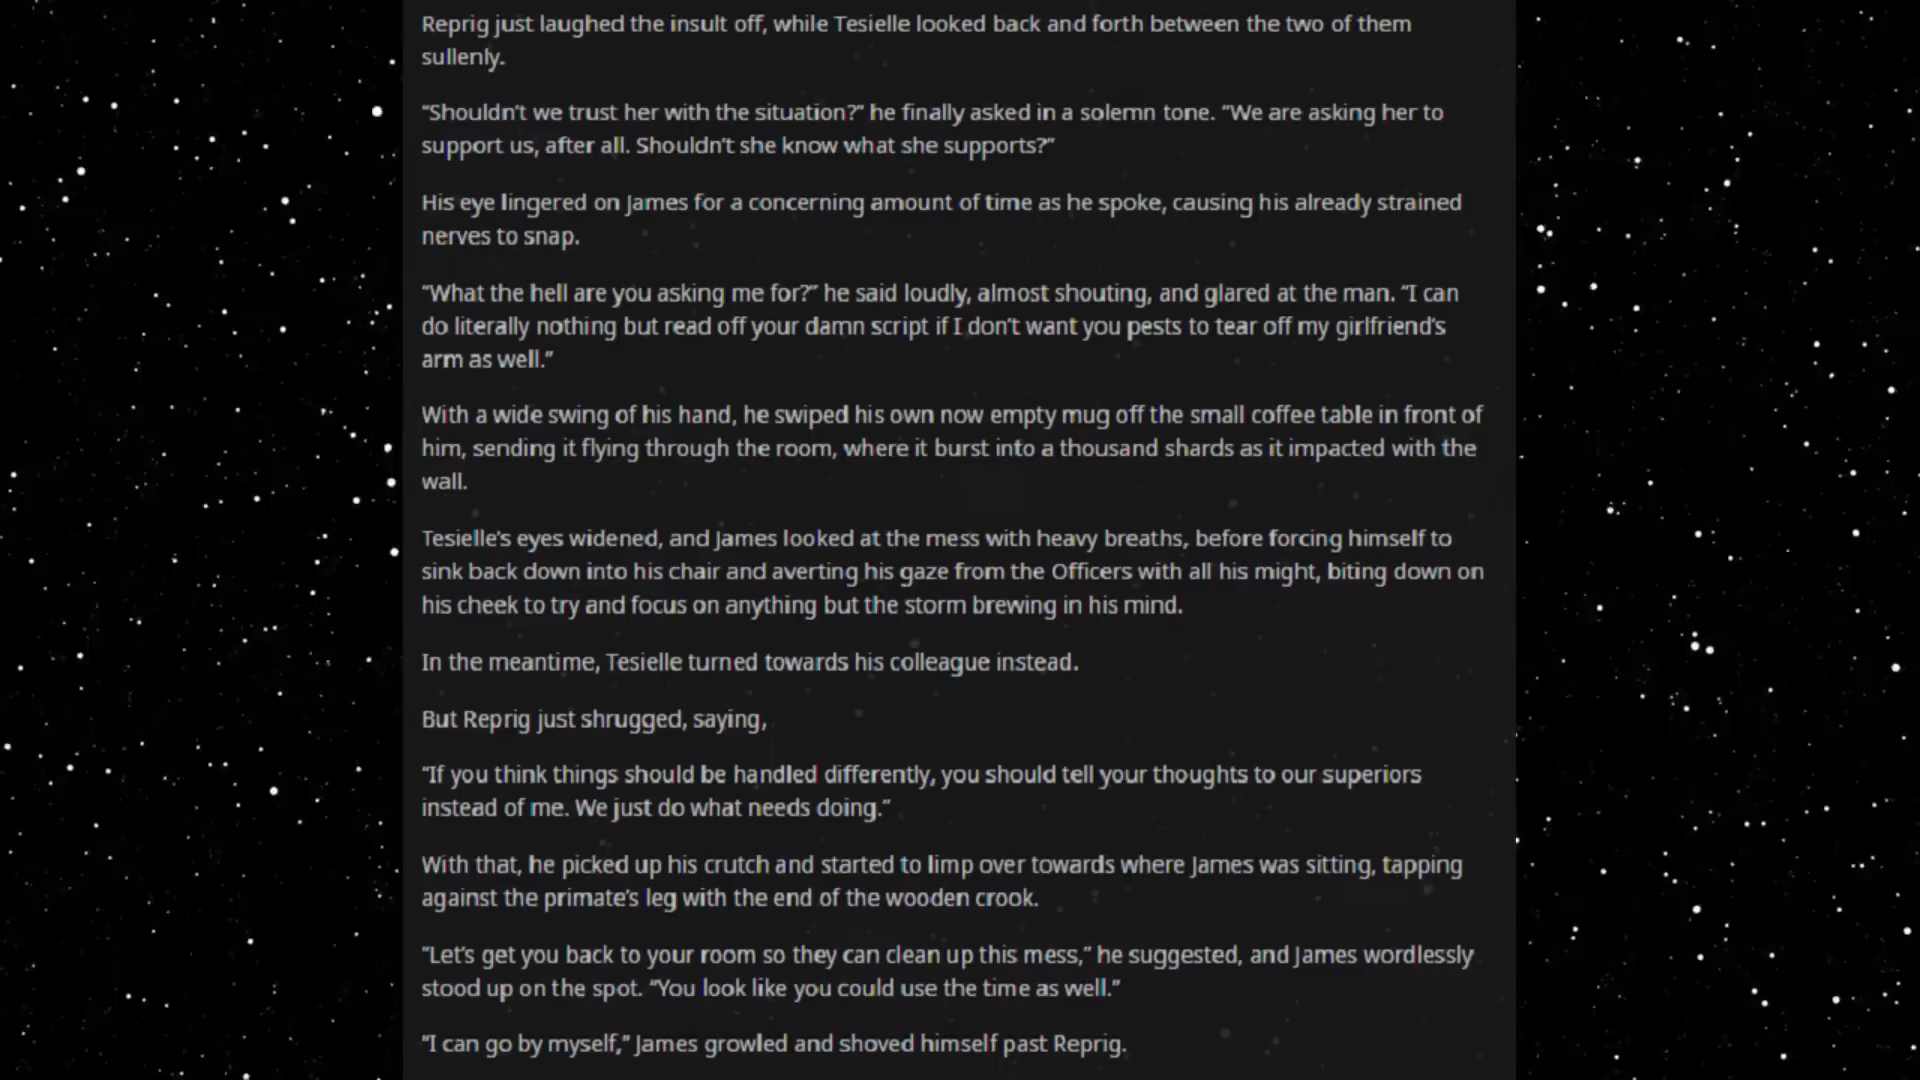 Reprig just laughed the insult off, while Tesielle looked back and forth between the two of them
sullenly.
“Shouldn’t we trust her with the situation?” he finally asked in a solemn tone. “We are asking her to
support us, after all. Shouldn’t she know what she supports?”
His eye lingered on James for a concerning amount of time as he spoke, causing his already strained
nerves to snap.
“What the hell are you asking me for?” he said loudly, almost shouting, and glared at the man. “I can
do literally nothing but read off your damn script if I don’t want you pests to tear off my girlfriend’s
arm as well.”
With a wide swing of his hand, he swiped his own now empty mug off the small coffee table in front of
him, sending it flying through the room, where it burst into a thousand shards as it impacted with the
wall.
Tesielle’s eyes widened, and James looked at the mess with heavy breaths, before forcing himself to
sink back down into his chair and averting his gaze from the Officers with all his might, biting down on
his cheek to try and focus on anything but the storm brewing in his mind.
In the meantime, Tesielle turned towards his colleague instead.
But Reprig just shrugged, saying,
“If you think things should be handled differently, you should tell your thoughts to our superiors
instead of me. We just do what needs doing.”
With that, he picked up his crutch and started to limp over towards where James was sitting, tapping
against the primate’s leg with the end of the wooden crook.
“Let’s get you back to your room so they can clean up this mess,” he suggested, and James wordlessly
stood up on the spot. “You look like you could use the time as well.”
“I can go by myself,” James growled and shoved himself past Reprig.